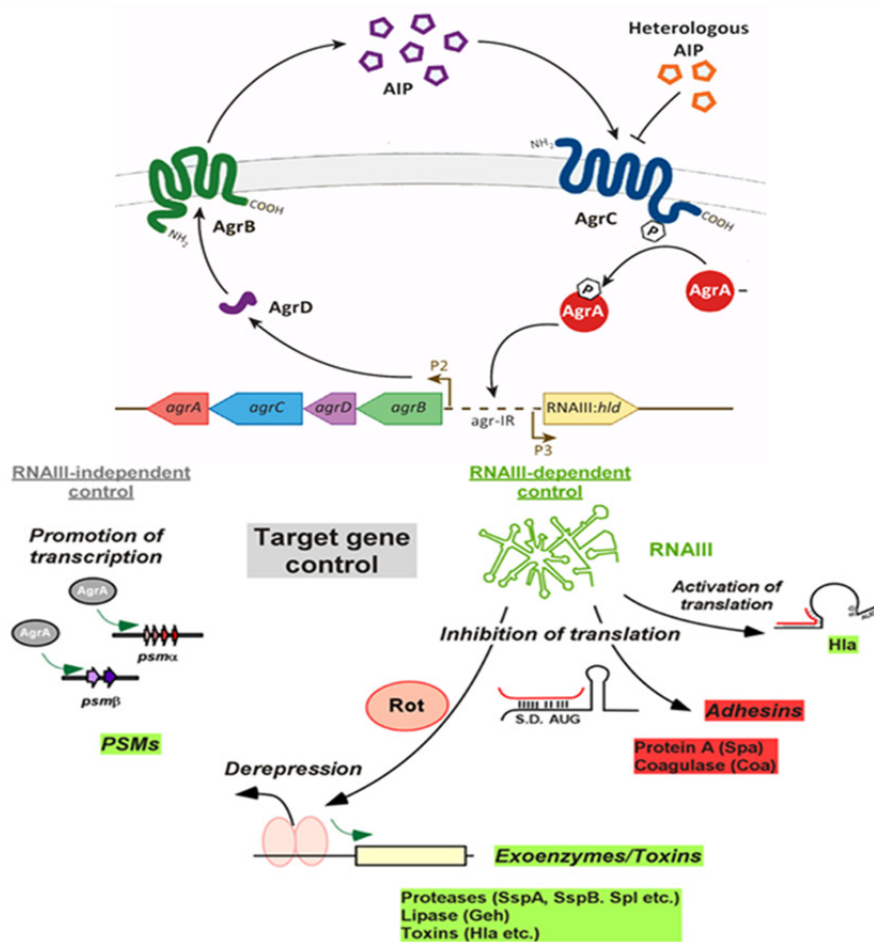 Heterologous
AIP
AIP
NH2
COOH
AgrB
NH2
AgrC
COOH
P
AgrD
P
AgrA
AgrA
P2
agrA
agrC
agrD
agrB
agr-IR
RNAIII:hld
P3
RNAIII-independent
control
RNAIII-dependent
control
Promotion of
transcription
Target gene
control
RNAIII
AgrA
psmα
AgrA
psmβ
PSMs
Activation of
translation
S.D.
AUG
Hla
Inhibition of translation
Rot
S.D. AUG
Adhesins
Protein A (Spa)
Coagulase (Coa)
Derepression
Exoenzymes/Toxins
Proteases (SspA, SspB. Spl etc.)
Lipase (Geh)
Toxins (Hla etc.)